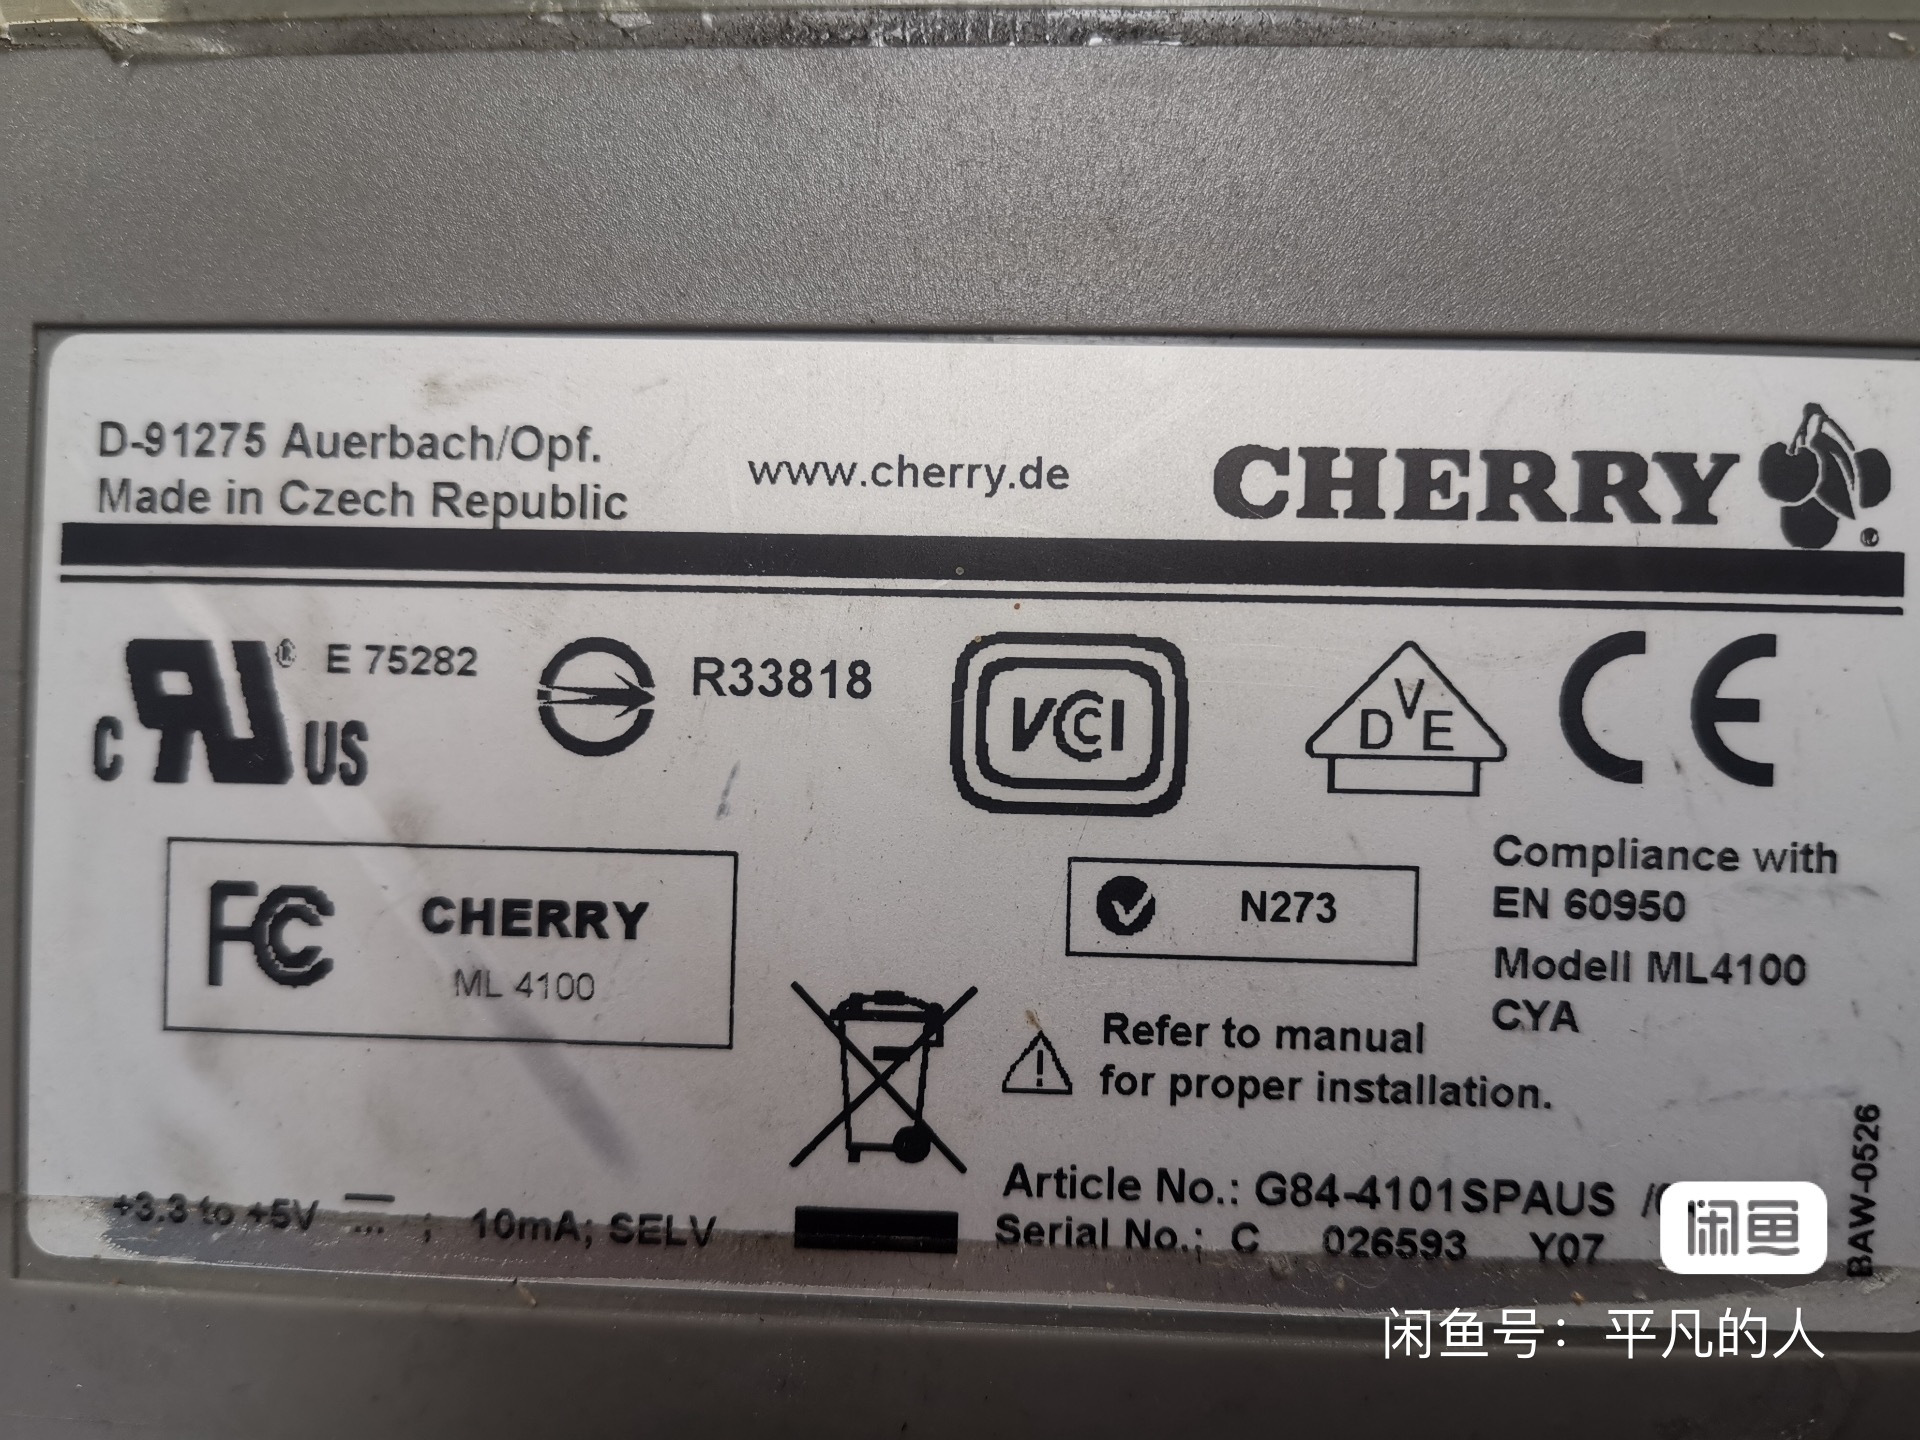 D-91275 Auerbach/Opf.
Made in Czech Republic
www.cherry.de
CHERRY ®
C RU ® US E 75282
R33818
VCI
DVE
CE
FC CHERRY
ML 4100
N273
Compliance with
EN 60950
Modell ML4100
CYA
Refer to manual
for proper installation.
+3.3 to +5V ; 10mA; SELV
Article No.: G84-4101SPAUS
Serial No.: C 026593 Y07
BAW-0526
闲鱼
闲鱼号：平凡的人